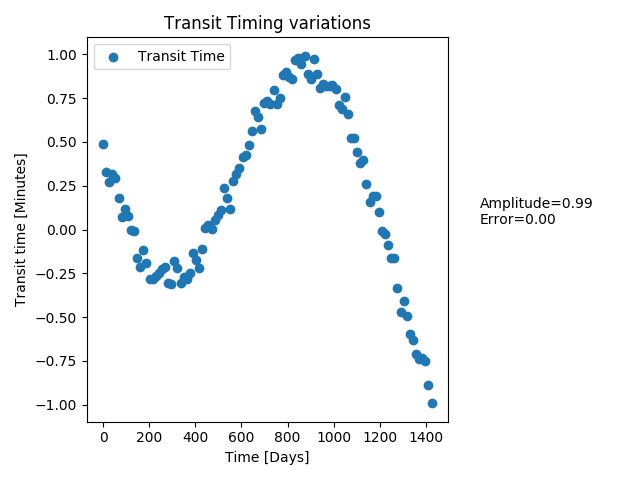 Transit Timing variations
Transit Time
Transit time [Minutes]
1.00
0.75
0.50
0.25
0.00
−0.25
−0.50
−0.75
−1.00
0 200 400 600 800 1000 1200 1400
Time [Days]
Amplitude=0.99
Error=0.00